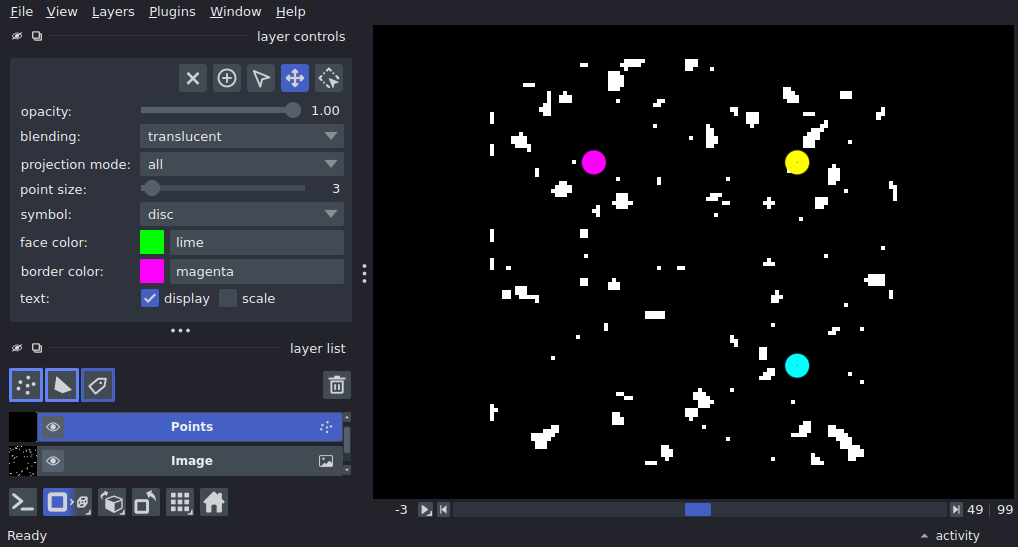 File View Layers Plugins Window Help
layer controls
opacity: 1.00
blending: translucent
projection mode: all
point size: 3
symbol: disc
face color: lime
border color: magenta
text: display scale
layer list
Points
Image
-3 49 99
Ready activity